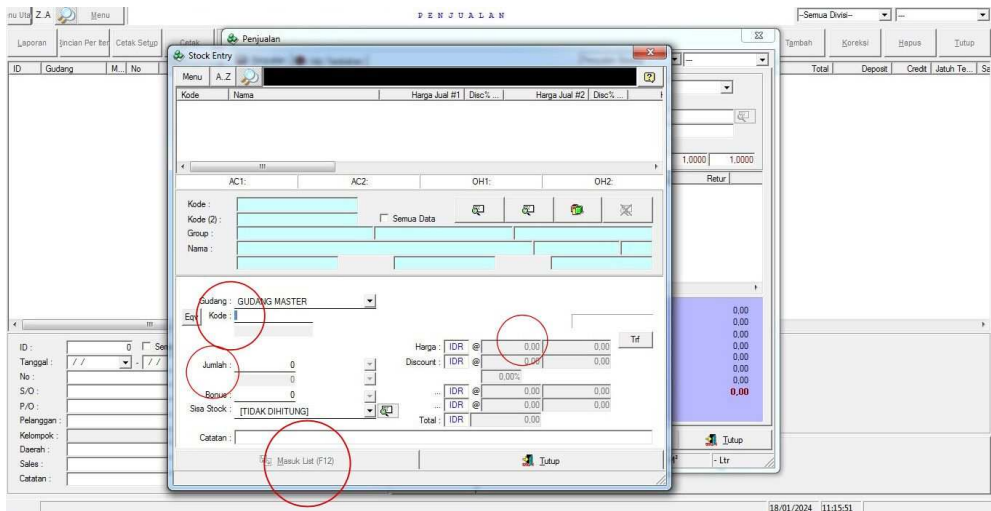 nu Uta Z.A Menu PENJUALAN --Semua Divisi-- --
Laporan Cetak Setup Cetak Tambah Koreksi Hapus Tutup
Penjualan
Stock Entry
Menu A..Z
ID Gudang M... No Total Deposit Credit Jatuh Te...
Kode Nama Harga Jual #1 Disc% ... Harga Jual #2 Disc% ...
1,0000 1,0000
AC1: AC2: OH1: OH2: Retur
Kode :
Kode (2) : Semua Data
Group :
Nama :
Gudang : GUDANG MASTER
Eqv Kode :
Trf
Harga : IDR @ 0,00 0,00
Jumlah : 0 Discount : IDR @ 0,00 0,00
0 0,00%
Bonus : 0 ... IDR @ 0,00 0,00
Sisa Stock : [TIDAK DIHITUNG] ... IDR @ 0,00 0,00
Total : IDR 0,00
Catatan :
Masuk List (F12) Tutup
0,00
0,00
0,00
0,00
0,00
0,00
0,00
0,00
Tutup
- Ltr
ID : 0
Tanggal : / / - / /
No :
S/O :
P/O :
Pelanggan :
Kelompok :
Daerah :
Sales :
Catatan :
18/01/2024 11:15:51